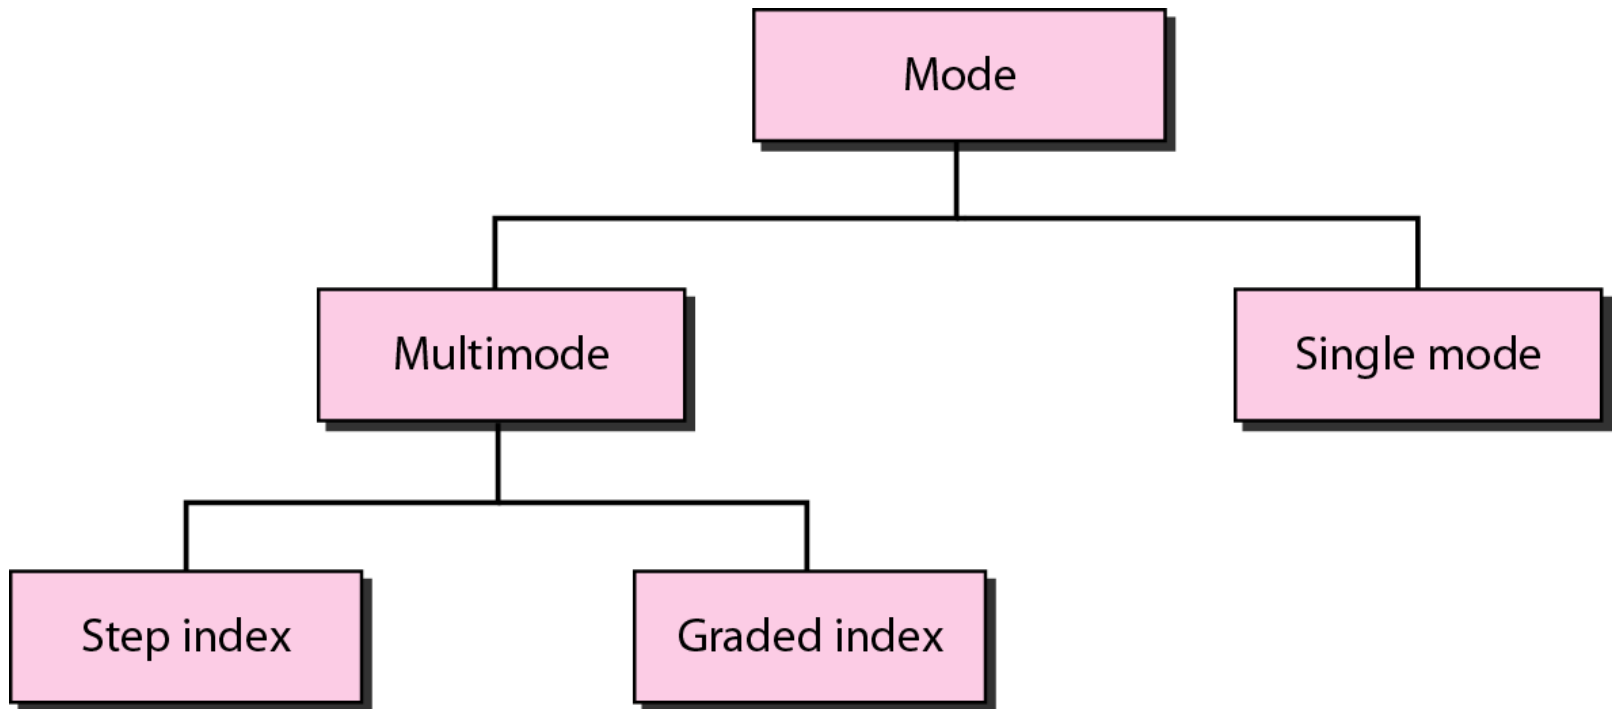 Mode
Multimode
Single mode
Step index
Graded index